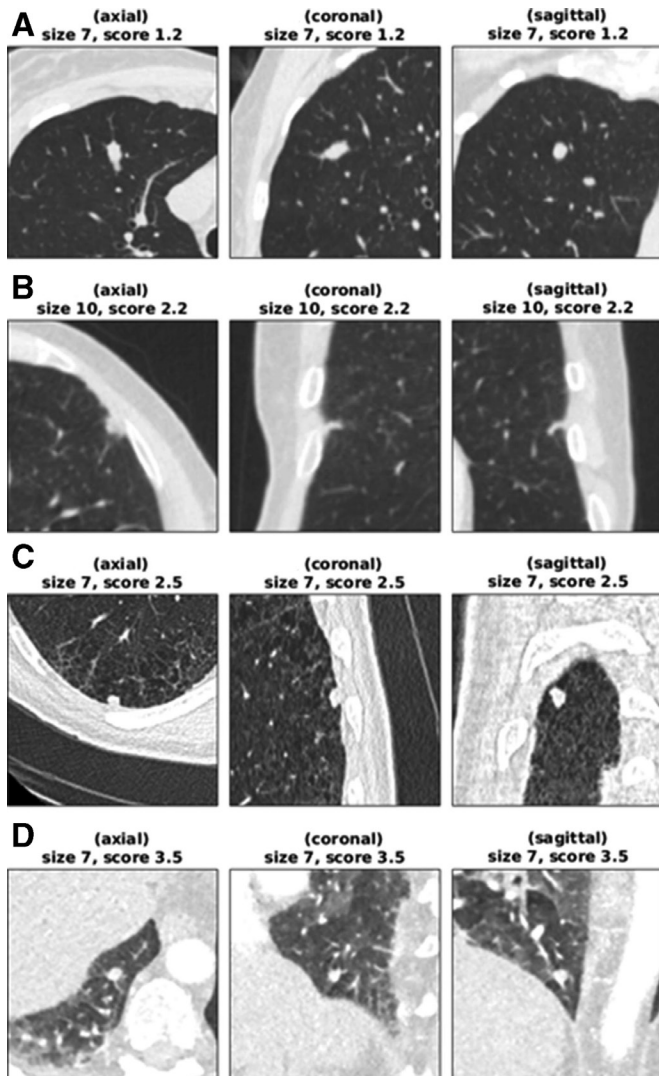 A
(axial) (coronal) (sagittal)
size 7, score 1.2 size 7, score 1.2 size 7, score 1.2
B
(axial) (coronal) (sagittal)
size 10, score 2.2 size 10, score 2.2 size 10, score 2.2
C
(axial) (coronal) (sagittal)
size 7, score 2.5 size 7, score 2.5 size 7, score 2.5
D
(axial) (coronal) (sagittal)
size 7, score 3.5 size 7, score 3.5 size 7, score 3.5